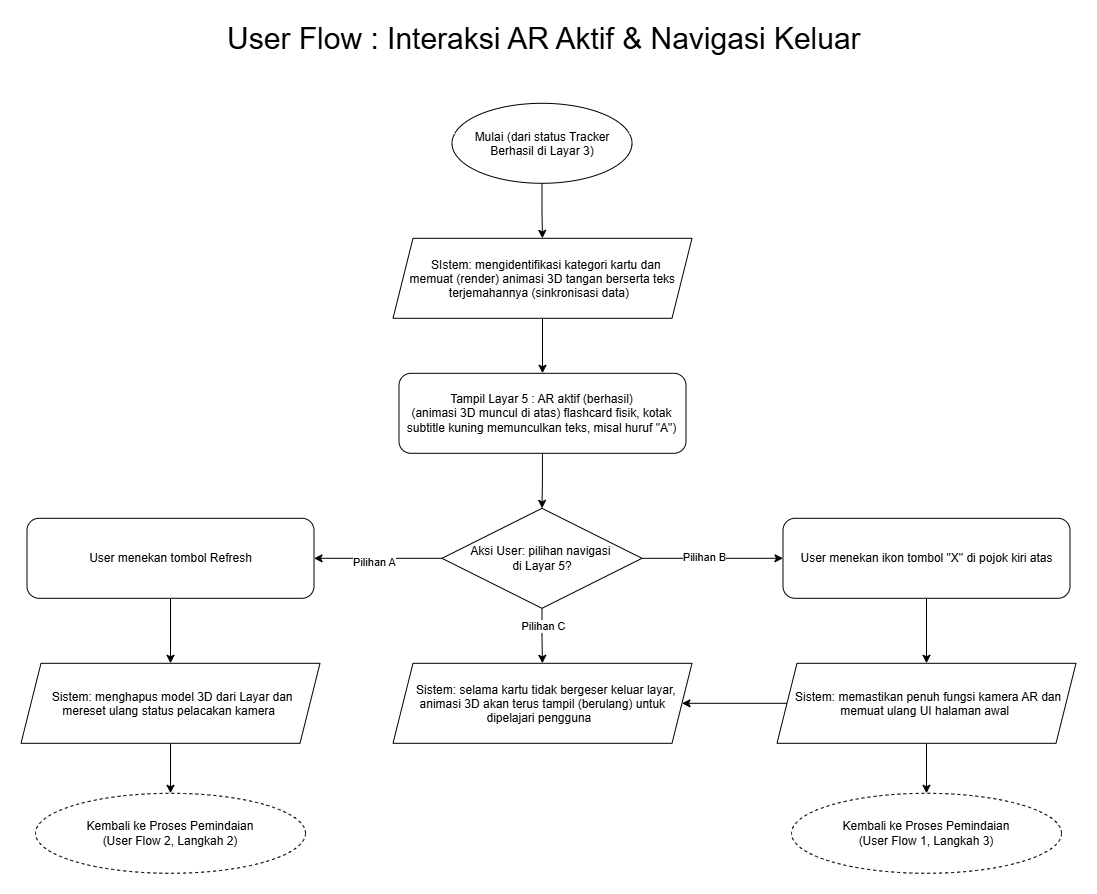 User Flow : Interaksi AR Aktif & Navigasi Keluar
Mulai (dari status Tracker
Berhasil di Layar 3)
SIstem: mengidentifikasi kategori kartu dan
memuat (render) animasi 3D tangan berserta teks
terjemahannya (sinkronisasi data)
Tampil Layar 5 : AR aktif (berhasil)
(animasi 3D muncul di atas) flashcard fisik, kotak
subtitle kuning memunculkan teks, misal huruf "A")
User menekan tombol Refresh
Pilihan A
Aksi User: pilihan navigasi
di Layar 5?
Pilihan B
User menekan ikon tombol "X" di pojok kiri atas
Pilihan C
Sistem: menghapus model 3D dari Layar dan
mereset ulang status pelacakan kamera
Sistem: selama kartu tidak bergeser keluar layar,
animasi 3D akan terus tampil (berulang) untuk
dipelajari pengguna
Sistem: memastikan penuh fungsi kamera AR dan
memuat ulang UI halaman awal
Kembali ke Proses Pemindaian
(User Flow 2, Langkah 2)
Kembali ke Proses Pemindaian
(User Flow 1, Langkah 3)